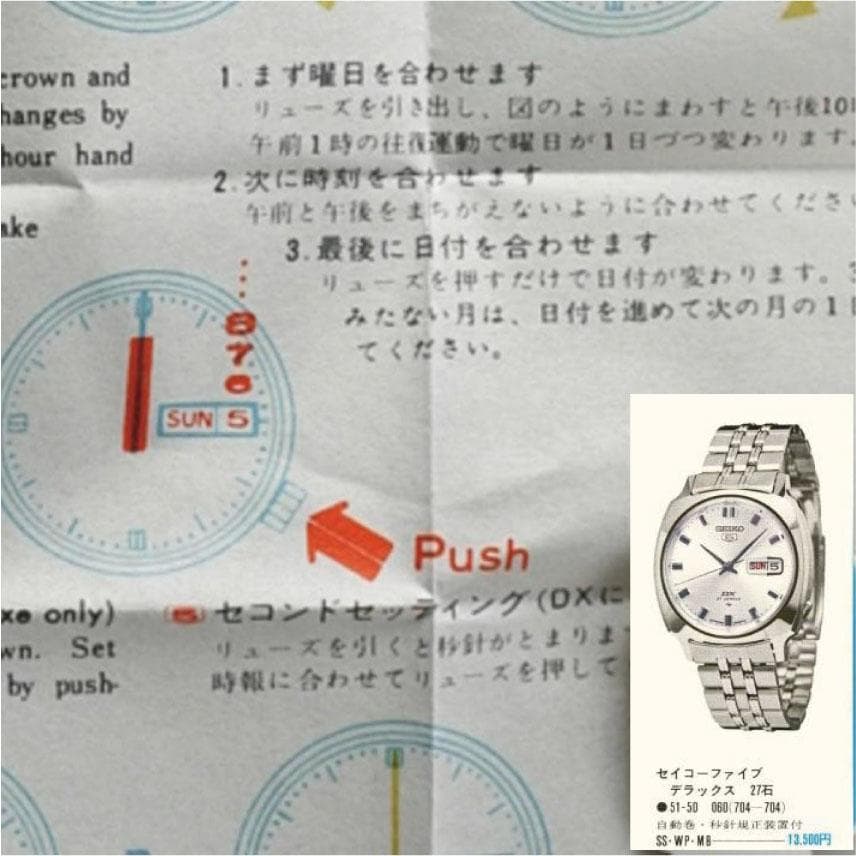 crown and
hanges by
hour hand
ake
1. まず曜日を合わせます
リューズを引き出し、図のようにまわすと午後10
午前1時の往復運動で曜日が1日づつ変わります。
2. 次に時刻を合わせます
午前と午後をまちがえないように合わせてくださ
3. 最後に日付を合わせます
リューズを押すだけで日付が変わります。3
みたない月は、日付を進めて次の月の1
てください。
8
7
6
SUN 5
Push
xe only)
wn. Set
by push-
5 セコンドセッティング(DXに
リューズを引くと秒針がとまりま
時報に合わせてリューズを押して
SEIKO
5
SUN 5
DX
27 JEWELS
セイコーファイブ
デラックス 27石
●51-50 060(704—704)
自動巻・秒針規正装置付
SS・WP・MB 13,500円